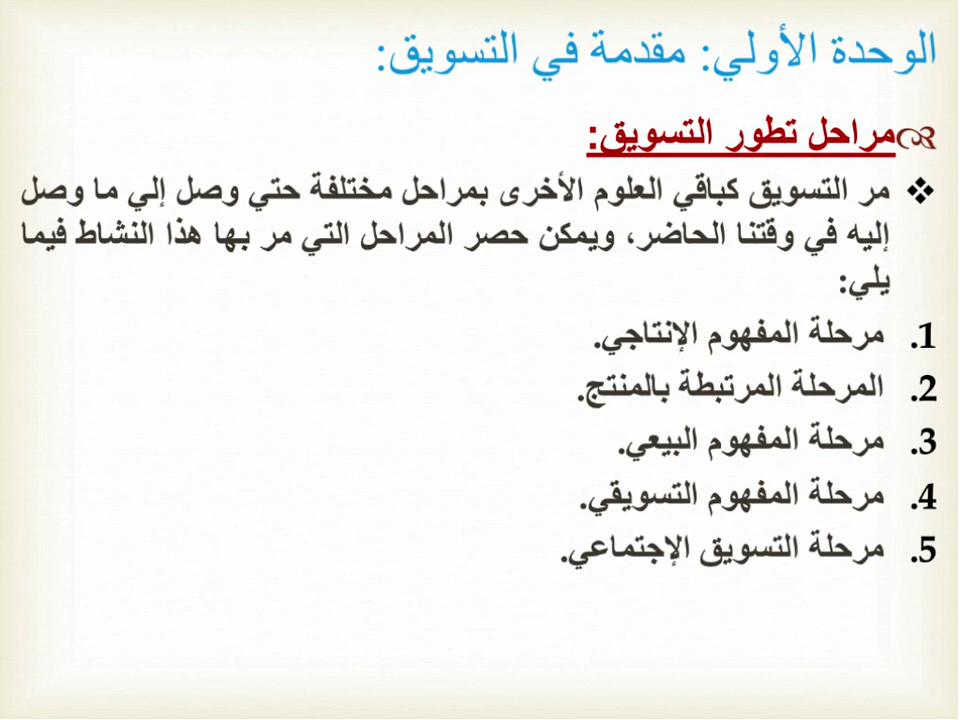 الوحدة الأولي: مقدمة في التسويق:
مراحل تطور التسويق:
مر التسويق كباقي العلوم الأخرى بمراحل مختلفة حتي وصل إلي ما وصل
إليه في وقتنا الحاضر، ويمكن حصر المراحل التي مر بها هذا النشاط فيما
يلي:
1. مرحلة المفهوم الإنتاجي.
2. المرحلة المرتبطة بالمنتج.
3. مرحلة المفهوم البيعي.
4. مرحلة المفهوم التسويقي.
5. مرحلة التسويق الإجتماعي.